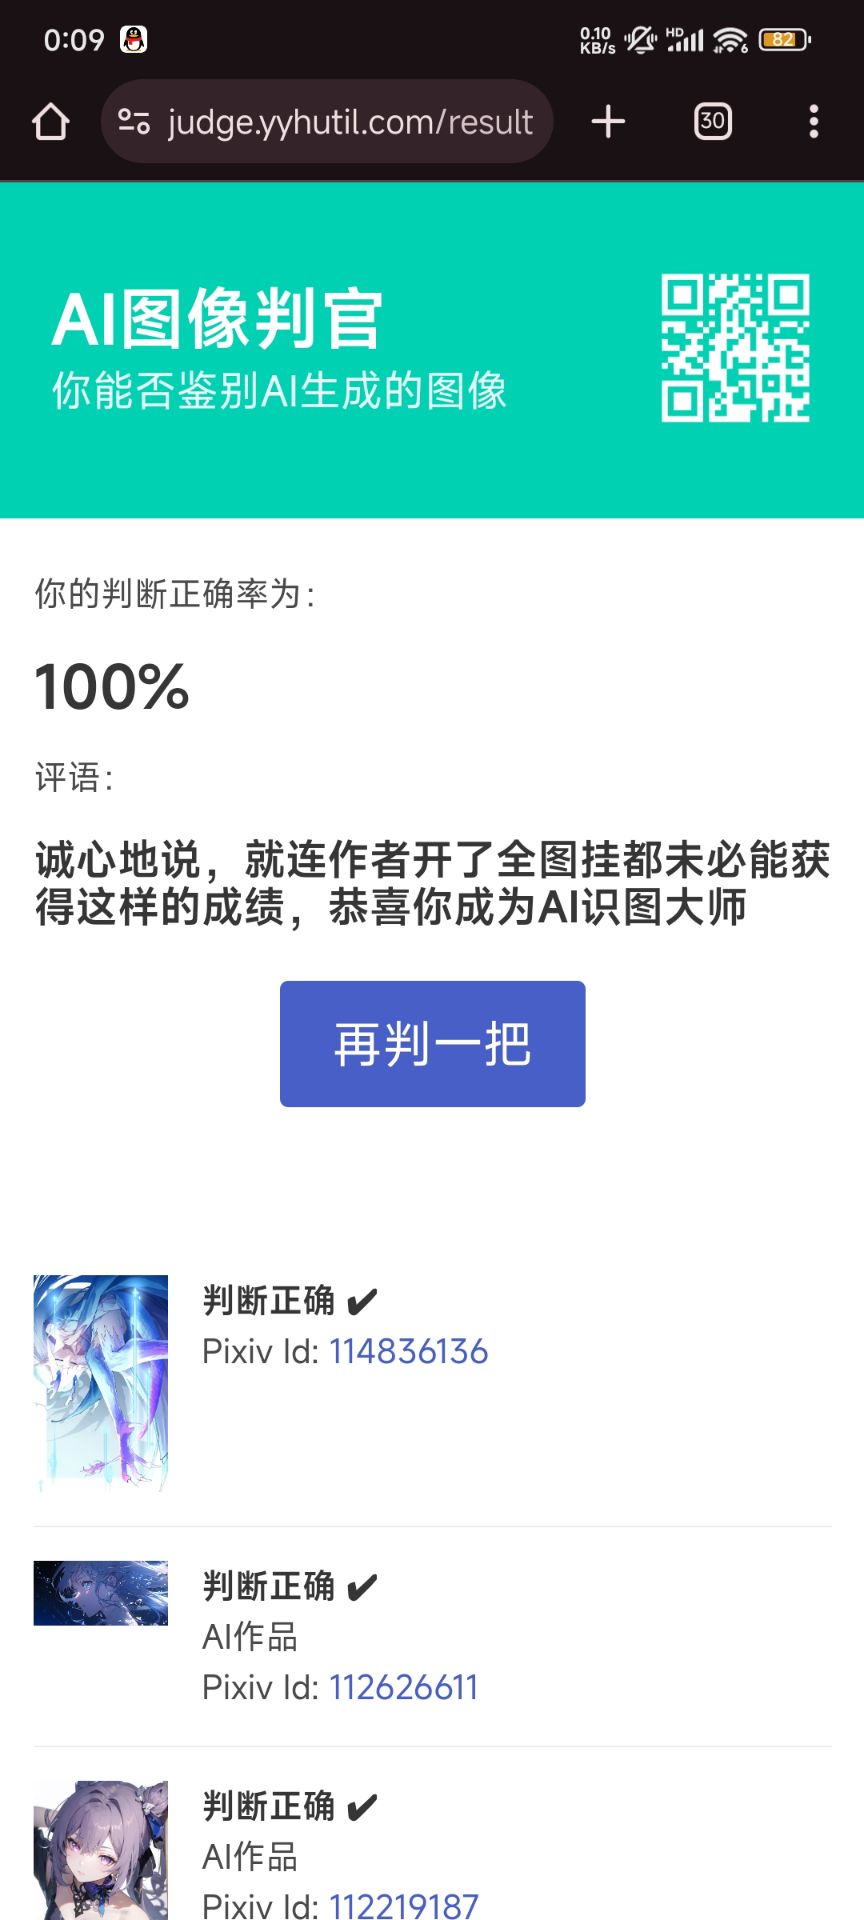 0:09
0.10
KB/s
HD
6
82
judge.yyhutil.com/result
30
AI图像判官
你能否鉴别AI生成的图像
你的判断正确率为：
100%
评语：
诚心地说，就连作者开了全图挂都未必能获
得这样的成绩，恭喜你成为AI识图大师
再判一把
判断正确 ✔
Pixiv Id: 114836136
判断正确 ✔
AI作品
Pixiv Id: 112626611
判断正确 ✔
AI作品
Pixiv Id: 112219187